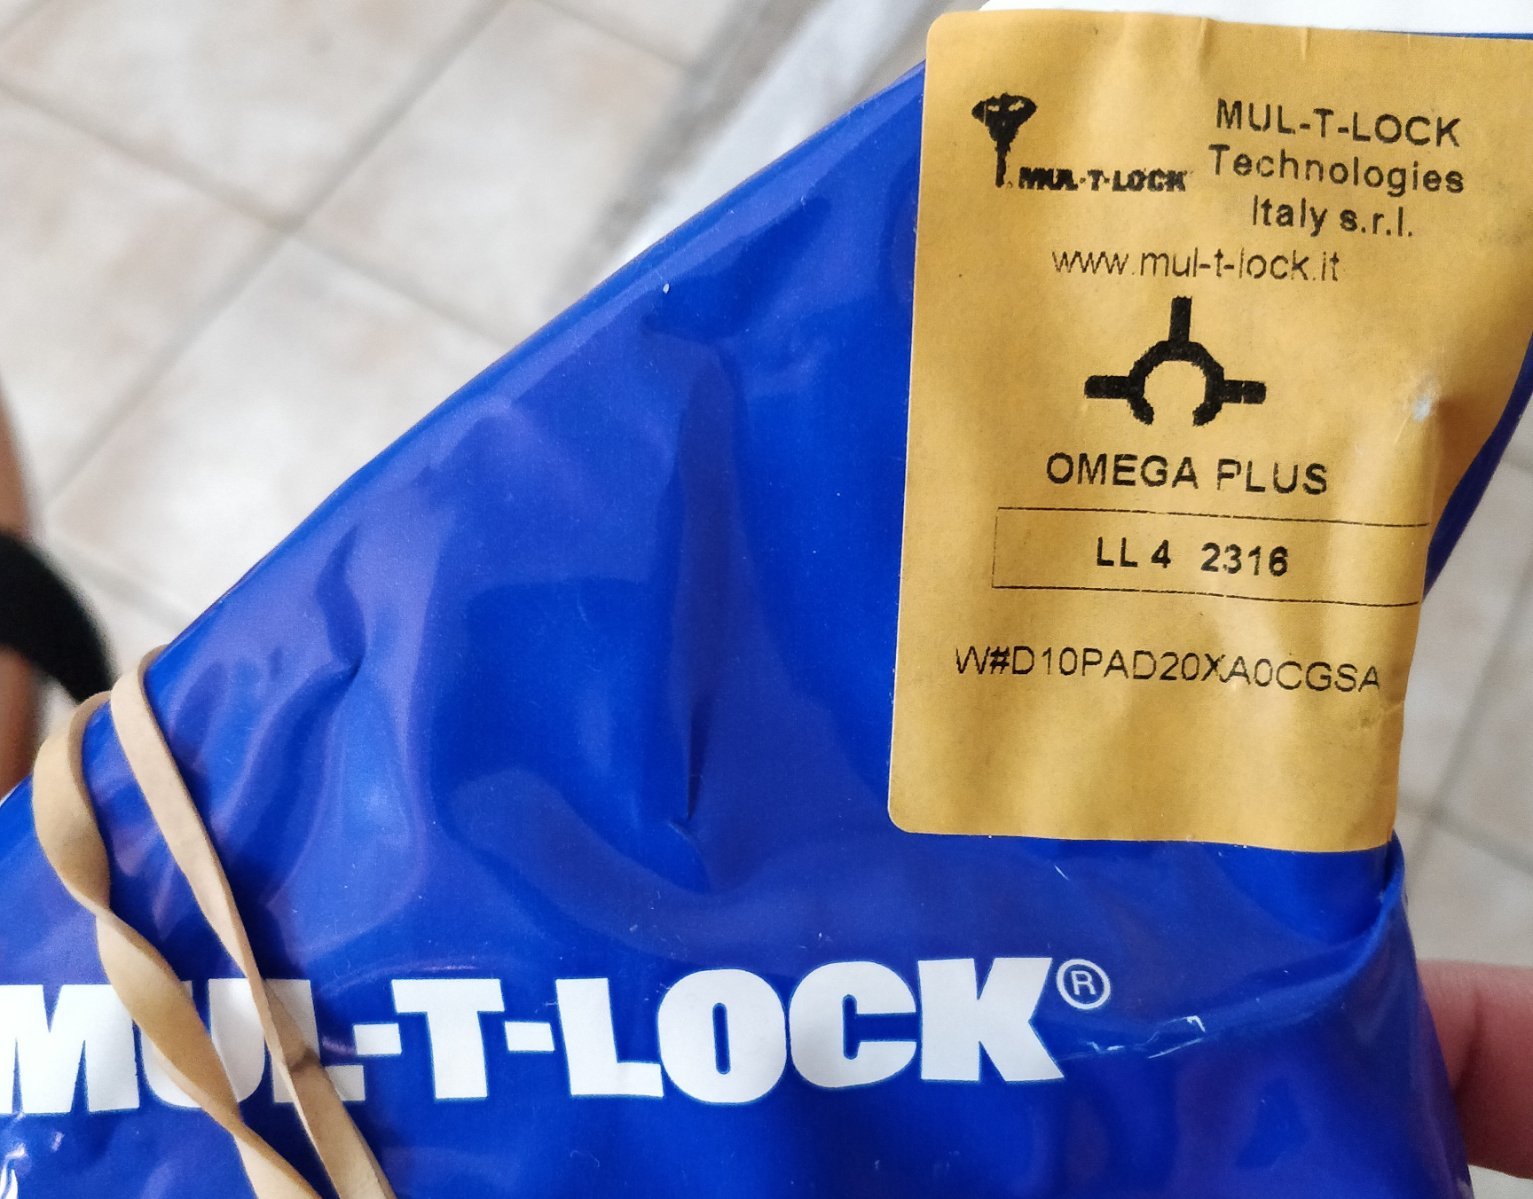 MUL-T-LOCK
MUL-T-LOCK
Technologies
Italy s.r.l.
www.mul-t-lock.it
OMEGA PLUS
LL 4 2316
W#D10PAD20XA0CGSA
MUL-T-LOCK®